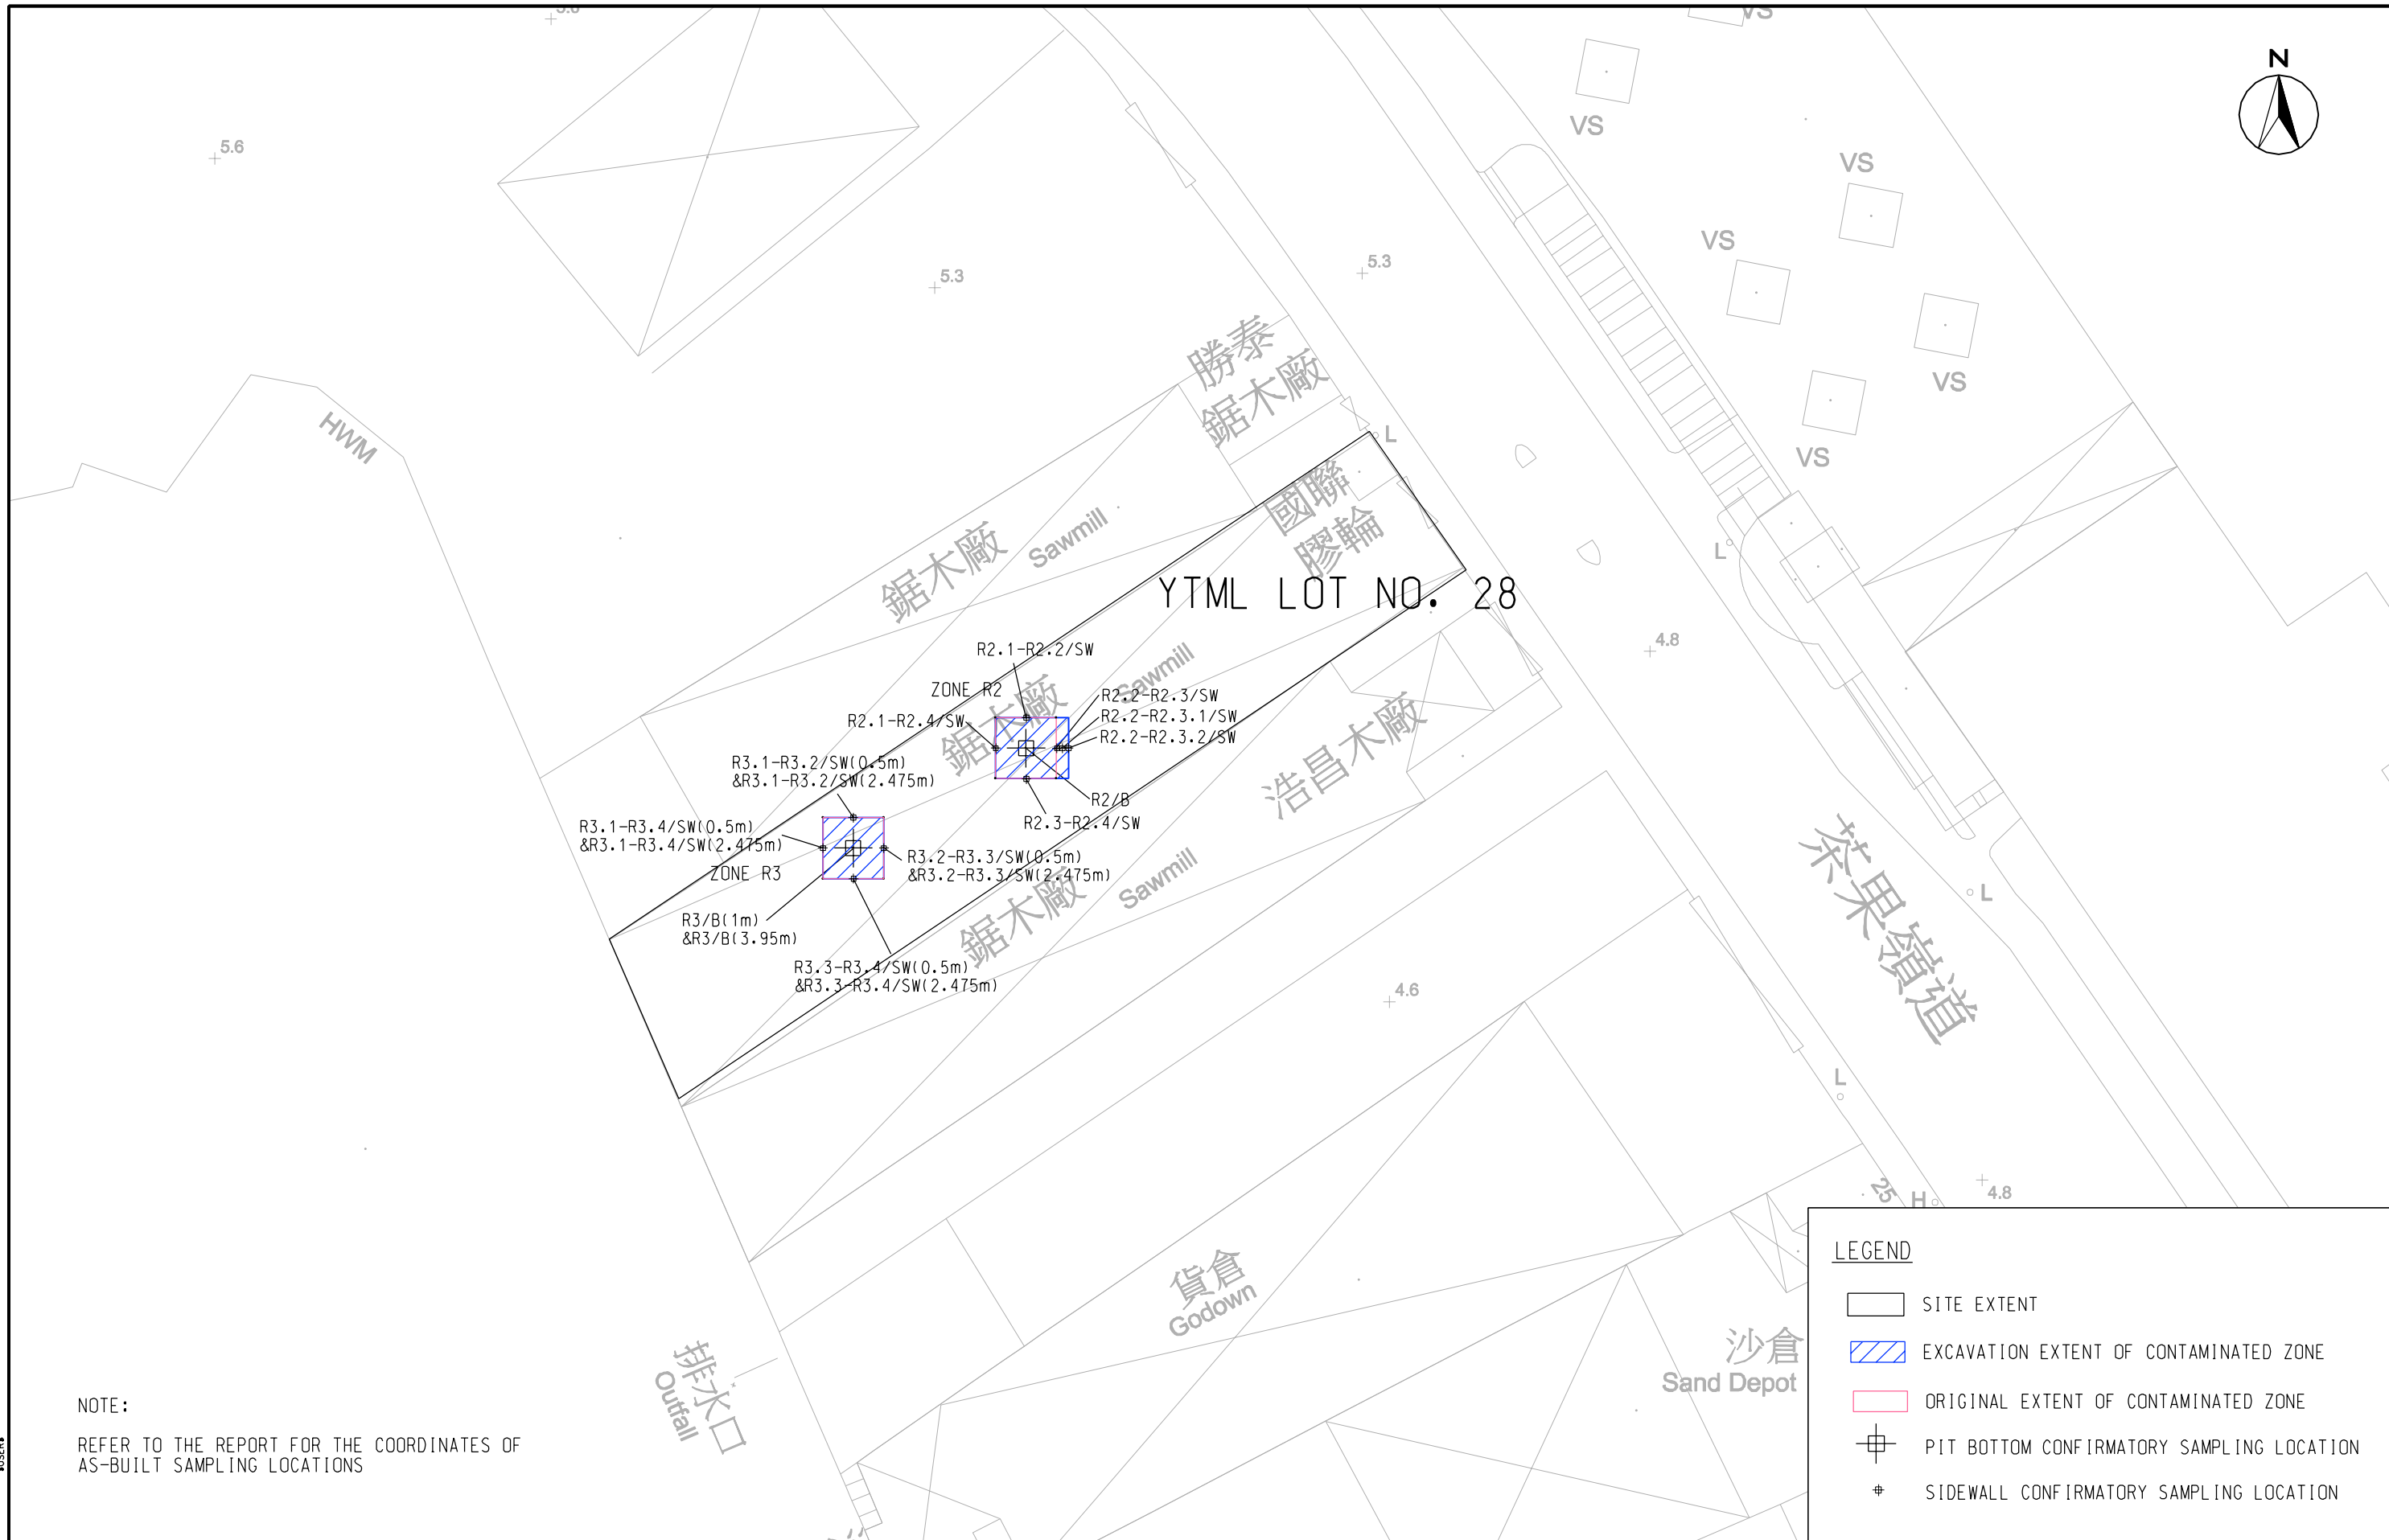 N
5.6
VS
VS
VS
5.3
5.3
VS
VS
HWM
勝泰
鋸木廠
L
國聯
膠輪
鋸木廠
Sawmill
L
YTML LOT NO. 28
R2.1-R2.2/SW
4.8
ZONE R2
Sawmill
鋸木廠
R2.1-R2.4/SW
R2.2-R2.3/SW
R2.2-R2.3.1/SW
R2.2-R2.3.2/SW
浩昌木廠
R3.1-R3.2/SW(0.5m)
&R3.1-R3.2/SW(2.475m)
R2/B
R2.3-R2.4/SW
R3.1-R3.4/SW(0.5m)
&R3.1-R3.4/SW(2.475m)
ZONE R3
R3.2-R3.3/SW(0.5m)
&R3.2-R3.3/SW(2.475m)
鋸木廠
Sawmill
茶果嶺道
L
R3/B(1m)
&R3/B(3.95m)
R3.3-R3.4/SW(0.5m)
&R3.3-R3.4/SW(2.475m)
4.6
L
25
H
4.8
貨倉
Godown
沙倉
Sand Depot
排水口
Outfall
LEGEND
SITE EXTENT
EXCAVATION EXTENT OF CONTAMINATED ZONE
ORIGINAL EXTENT OF CONTAMINATED ZONE
PIT BOTTOM CONFIRMATORY SAMPLING LOCATION
SIDEWALL CONFIRMATORY SAMPLING LOCATION
NOTE:
REFER TO THE REPORT FOR THE COORDINATES OF
AS-BUILT SAMPLING LOCATIONS